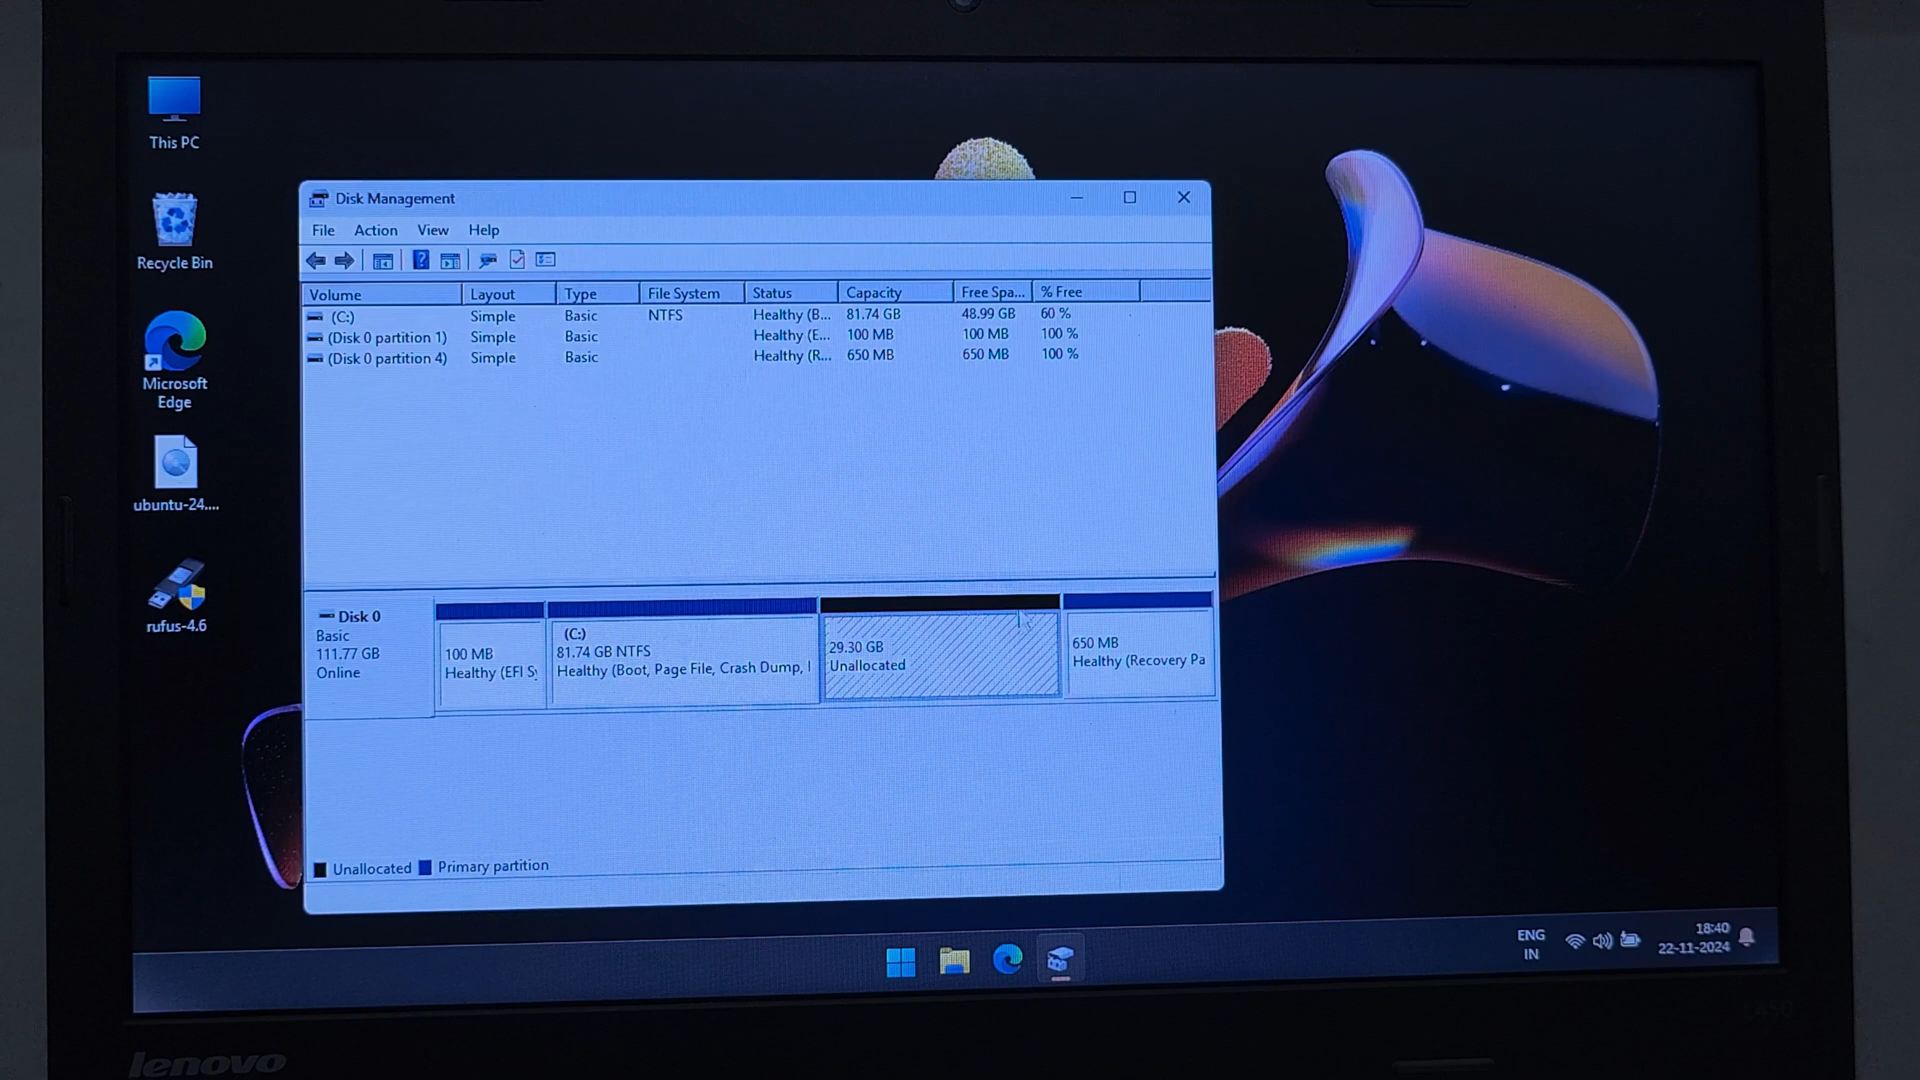 This PC
Recycle Bin
Microsoft
Edge
ubuntu-24....
rufus-4.6
Disk Management
File Action View Help
Volume Layout Type File System Status Capacity Free Spa... % Free
(C:) Simple Basic NTFS Healthy (B... 81.74 GB 48.99 GB 60 %
(Disk 0 partition 1) Simple Basic Healthy (E... 100 MB 100 MB 100 %
(Disk 0 partition 4) Simple Basic Healthy (R... 650 MB 650 MB 100 %
Disk 0
Basic
111.77 GB
Online
100 MB
Healthy (EFI Sy
(C:)
81.74 GB NTFS
Healthy (Boot, Page File, Crash Dump, I
29.30 GB
Unallocated
650 MB
Healthy (Recovery Pa
Unallocated Primary partition
ENG
IN
18:40
22-11-2024
lenovo